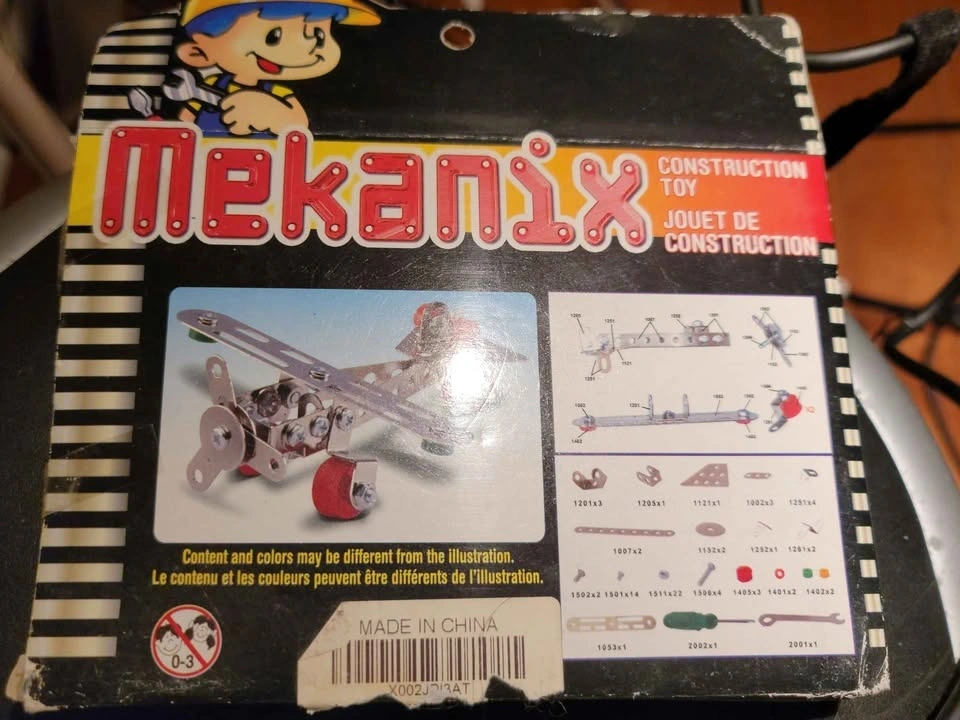 Mekanix
CONSTRUCTION
TOY
JOUET DE
CONSTRUCTION
Content and colors may be different from the illustration.
Le contenu et les couleurs peuvent être différents de l'illustration.
0-3
MADE IN CHINA
1201x3 1205x1 1121x1 1002x3 1251x4
1007x2 1152x2 1252x1 1261x2
1502x2 1501x14 1511x22 1506x4 1405x3 1401x2 1402x2
1053x1 2002x1 2001x1